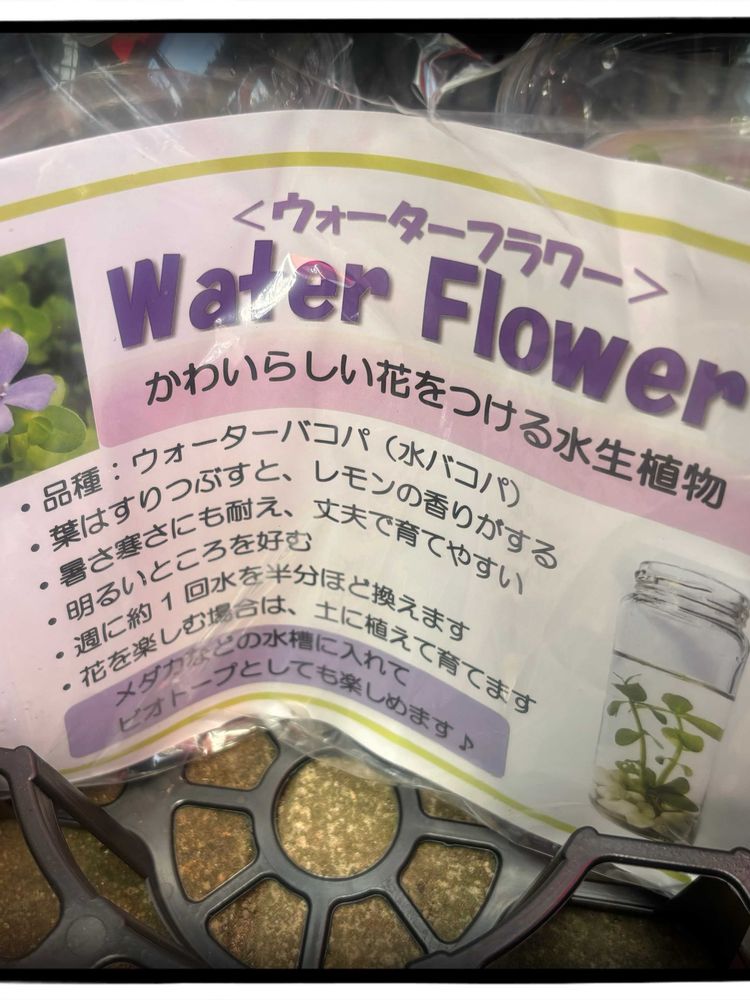 ＜ウォーターフラワー＞
Water Flower
かわいらしい花をつける水生植物
・品種：ウォーターバコパ（水バコパ）
・葉はすりつぶすと、レモンの香りがする
・暑さ寒さにも耐え、丈夫で育てやすい
・明るいところを好む
・週に約1回水を半分ほど換えます
・花を楽しむ場合は、土に植えて育てます
メダカなどの水槽に入れて
ビオトープとしても楽しめます♪